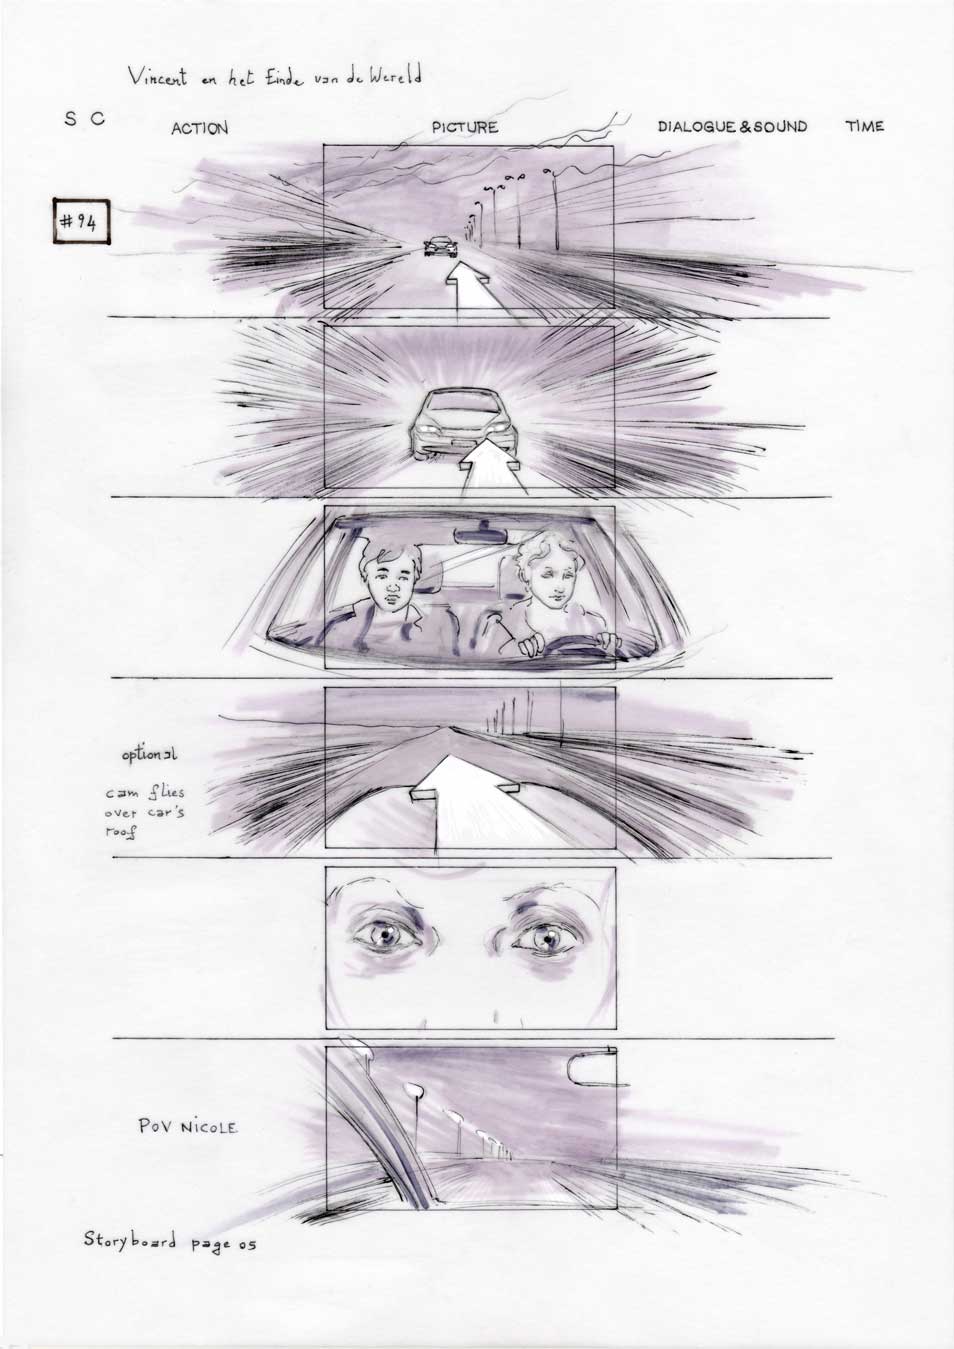 Vincent en het Einde van de Wereld
SC ACTION PICTURE DIALOGUE & SOUND TIME
#94
optional
cam flies
over car's
roof
POV NICOLE
Storyboard page 05